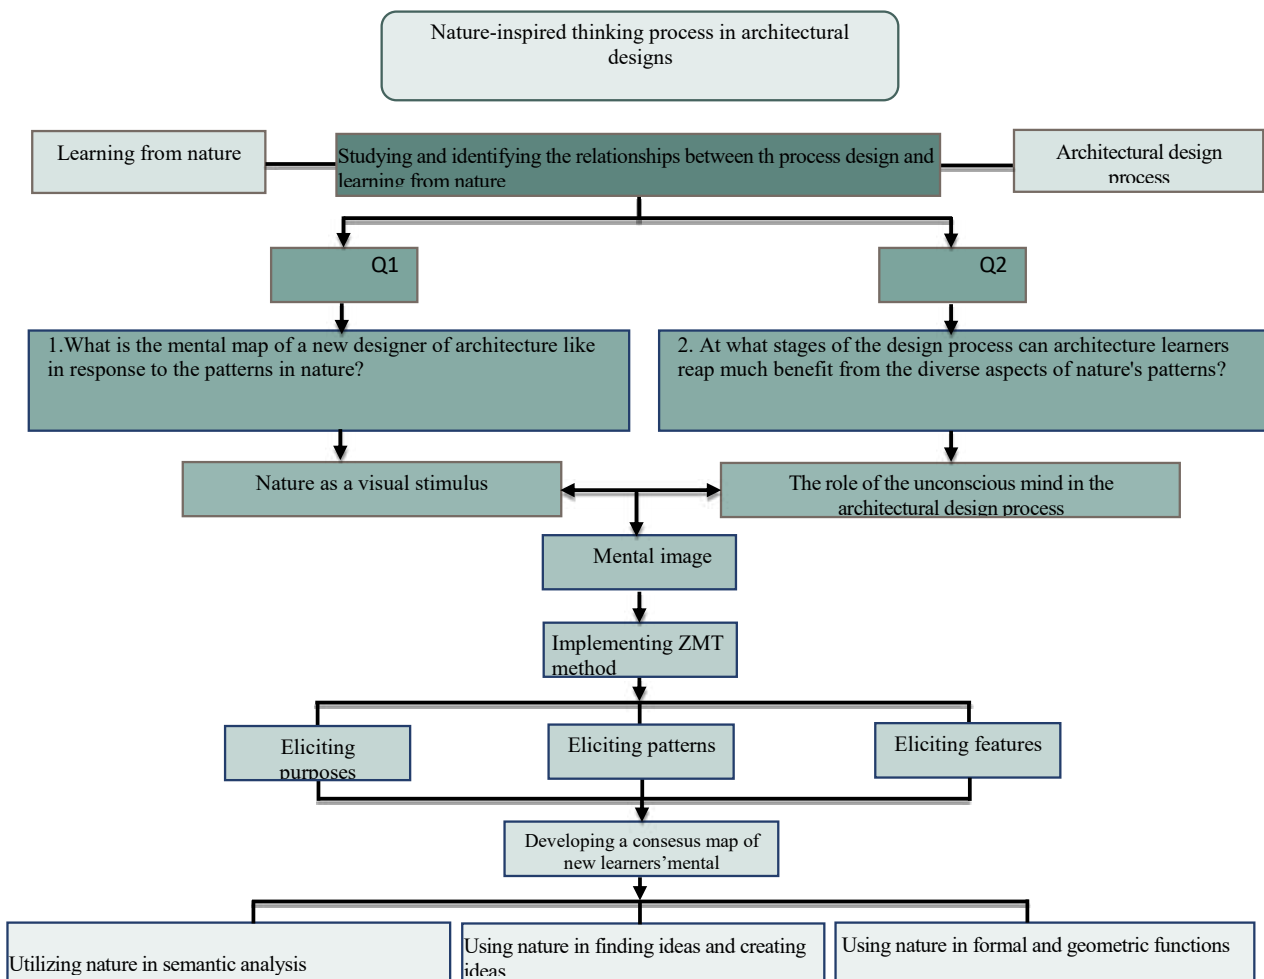 Nature-inspired thinking process in architectural
designs
Learning from nature
Studying and identifying the relationships between th process design and
learning from nature
Architectural design
process
Q1
Q2
1.What is the mental map of a new designer of architecture like
in response to the patterns in nature?
2. At what stages of the design process can architecture learners
reap much benefit from the diverse aspects of nature's patterns?
Nature as a visual stimulus
The role of the unconscious mind in the
architectural design process
Mental image
Implementing ZMT
method
Eliciting
purposes
Eliciting patterns
Eliciting features
Developing a consesus map of
new learners’mental
Utilizing nature in semantic analysis
Using nature in finding ideas and creating
ideas
Using nature in formal and geometric functions